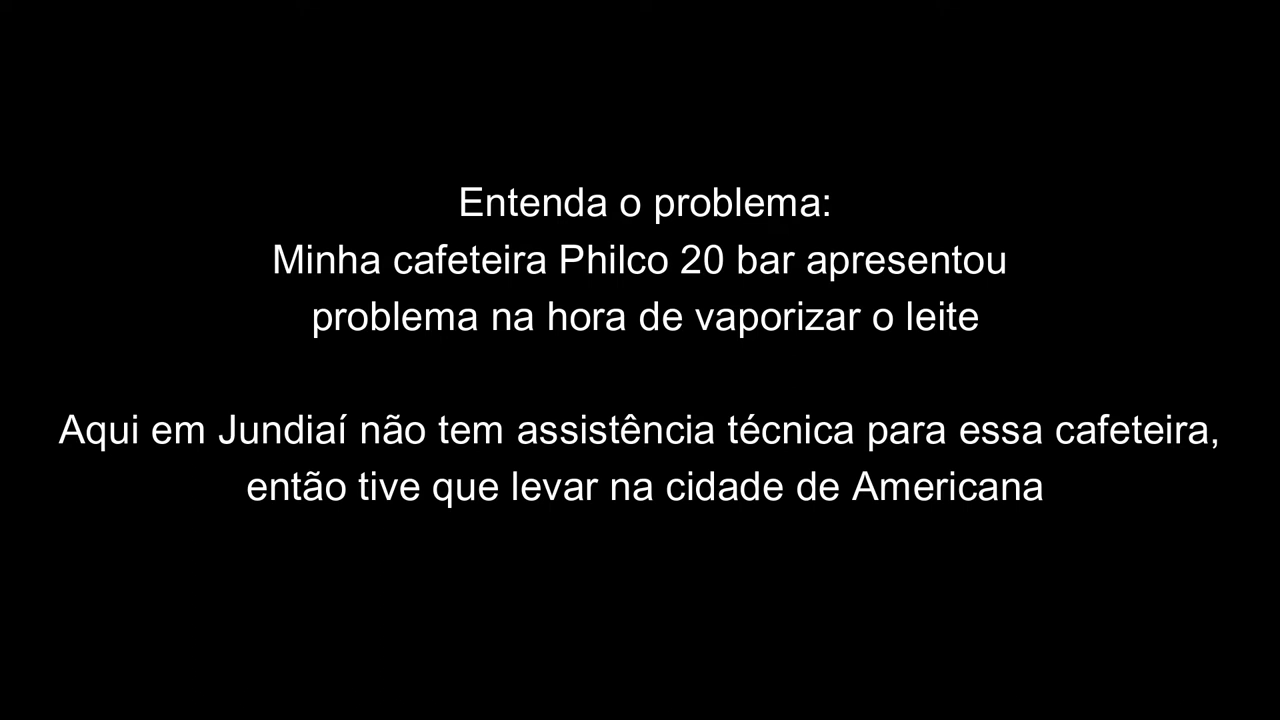 Entenda o problema:
Minha cafeteira Philco 20 bar apresentou
problema na hora de vaporizar o leite
Aqui em Jundiaí não tem assistência técnica para essa cafeteira,
então tive que levar na cidade de Americana